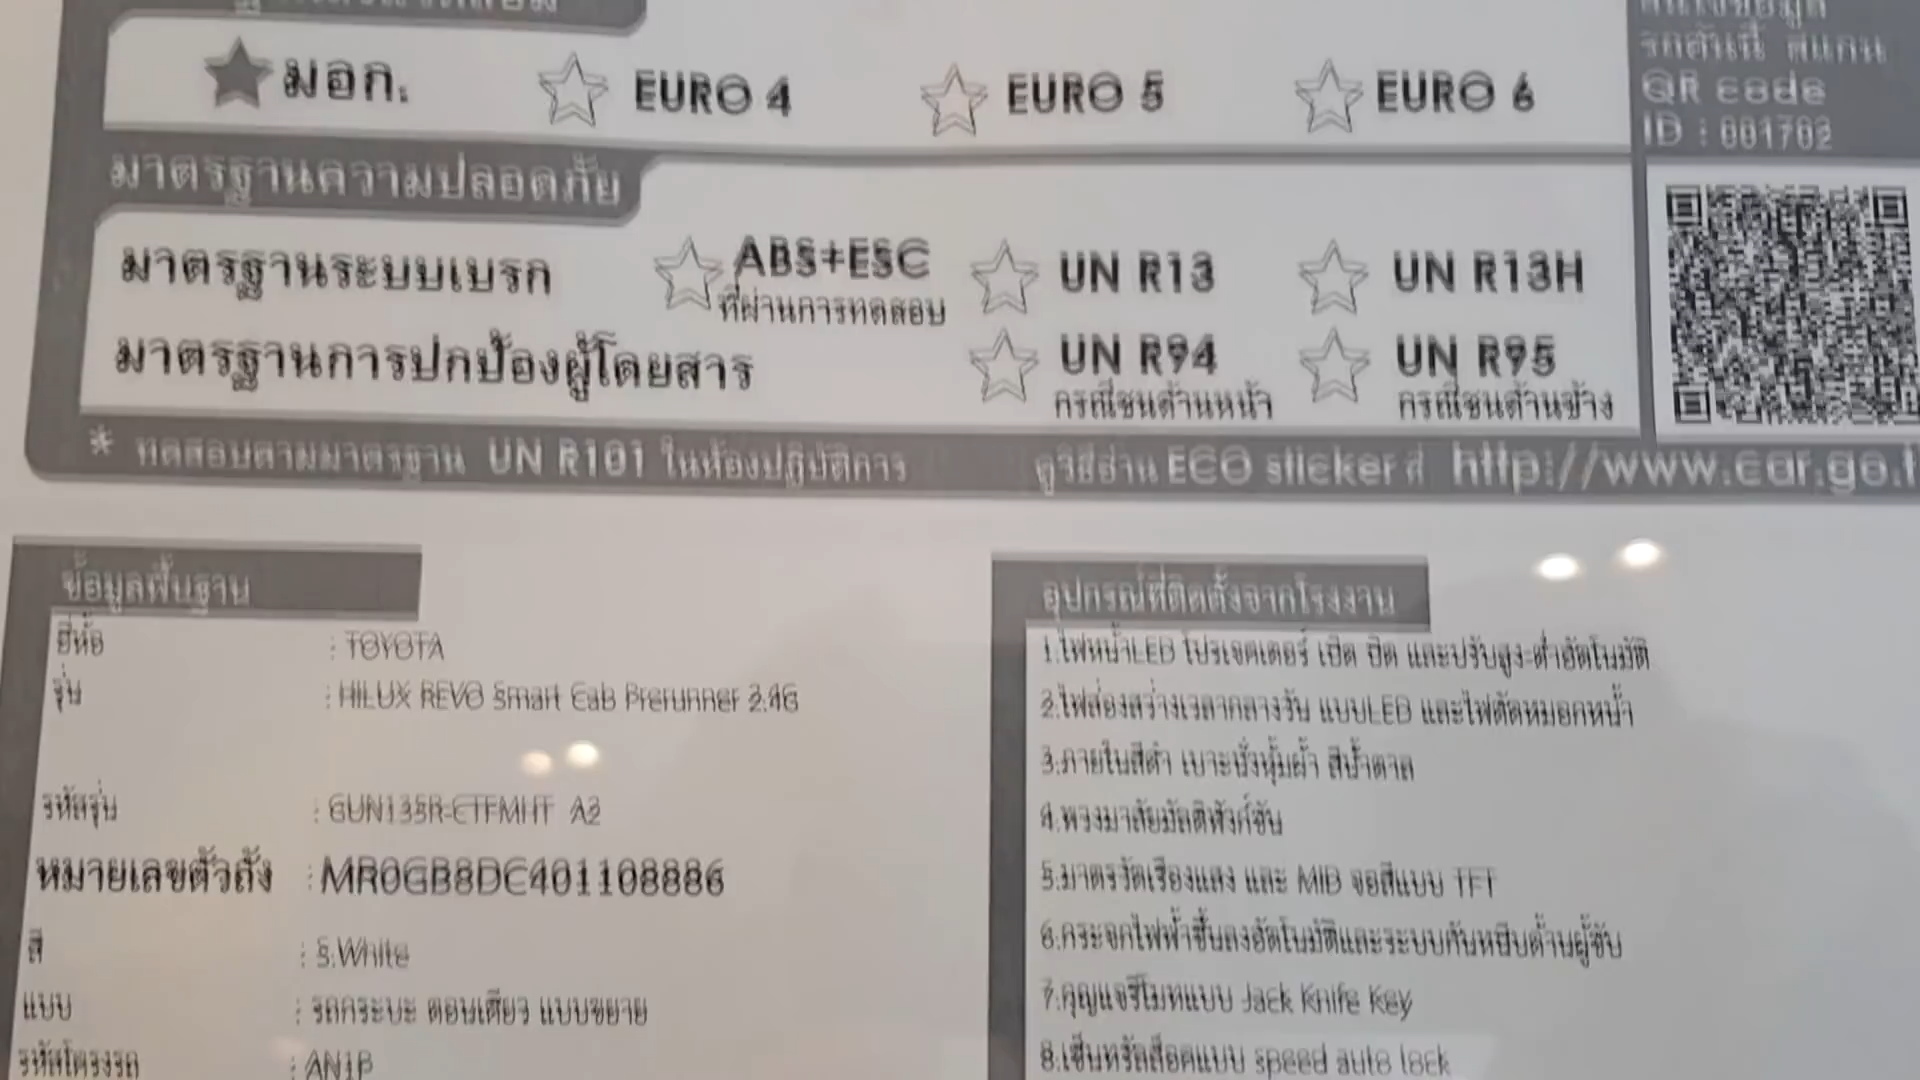 ★ มอก. ☆ EURO 4 ☆ EURO 5 ☆ EURO 6
รถคันนี้ สแกน
QR code
ID : 001702
มาตรฐานความปลอดภัย
มาตรฐานระบบเบรก ☆ ABS+ESC ☆ UN R13 ☆ UN R13H
ที่ผ่านการทดสอบ
มาตรฐานการปกป้องผู้โดยสาร ☆ UN R94 ☆ UN R95
กรณีชนด้านหน้า กรณีชนด้านข้าง
* ทดสอบตามมาตรฐาน UN R101 ในห้องปฏิบัติการ ดูวิธีอ่าน ECO sticker ที่ http://www.car.go.t
ข้อมูลพื้นฐาน
ยี่ห้อ : TOYOTA
รุ่น : HILUX REVO Smart Cab Prerunner 2.4G
รหัสรุ่น : GUN135R-CTFMHT A2
หมายเลขตัวถัง : MR0GB8DC401108886
สี : S.White
แบบ : รถกระบะ ตอนเดียว แบบขยาย
รหัสโครงรถ : AN1P
อุปกรณ์ที่ติดตั้งจากโรงงาน
1.ไฟหน้าLED โปรเจคเตอร์ เปิด ปิด และปรับสูง-ต่ำอัตโนมัติ
2.ไฟส่องสว่างเวลากลางวัน แบบLED และไฟตัดหมอกหน้า
3.ภายในสีดำ เบาะนั่งหุ้มผ้า สีน้ำตาล
4.พวงมาลัยมัลติฟังก์ชัน
5.มาตรวัดเรืองแสง และ MID จอสีแบบ TFT
6.กระจกไฟฟ้าขึ้นลงอัตโนมัติและระบบกันหนีบด้านผู้ขับ
7.กุญแจรีโมทแบบ Jack Knife Key
8.เซ็นทรัลล็อคแบบ speed auto lock